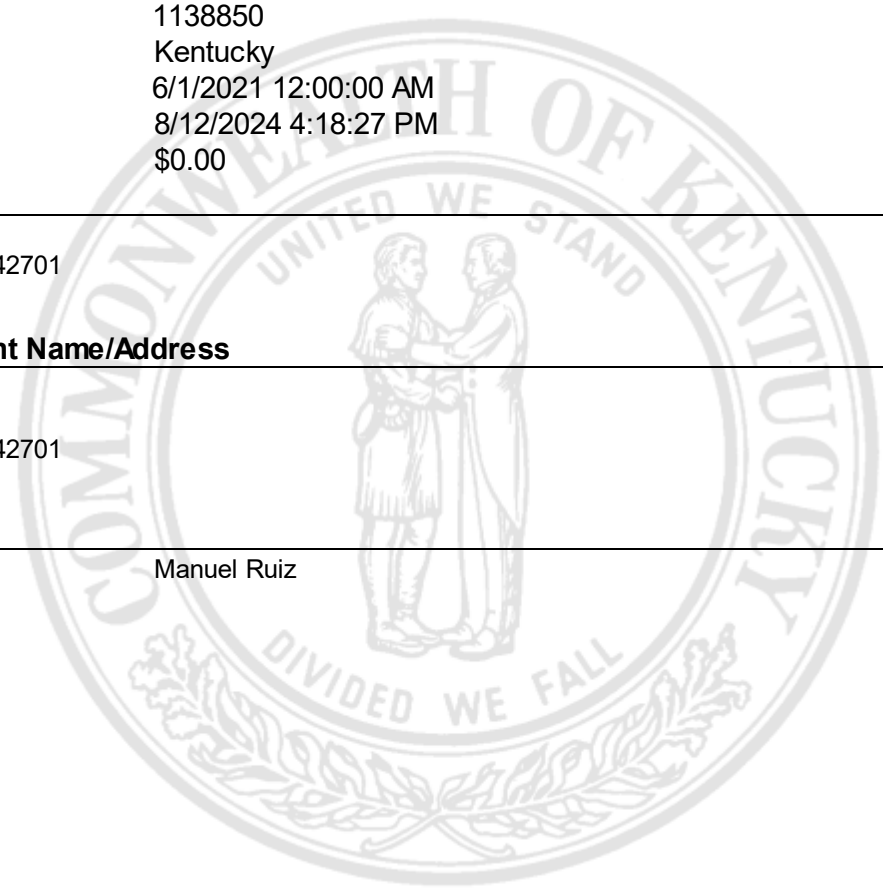 1138850
Kentucky
6/1/2021 12:00:00 AM
8/12/2024 4:18:27 PM
$0.00
42701
nt Name/Address
42701
Manuel Ruiz
COMMONWEALTH OF KENTUCKY
UNITED WE STAND
DIVIDED WE FALL